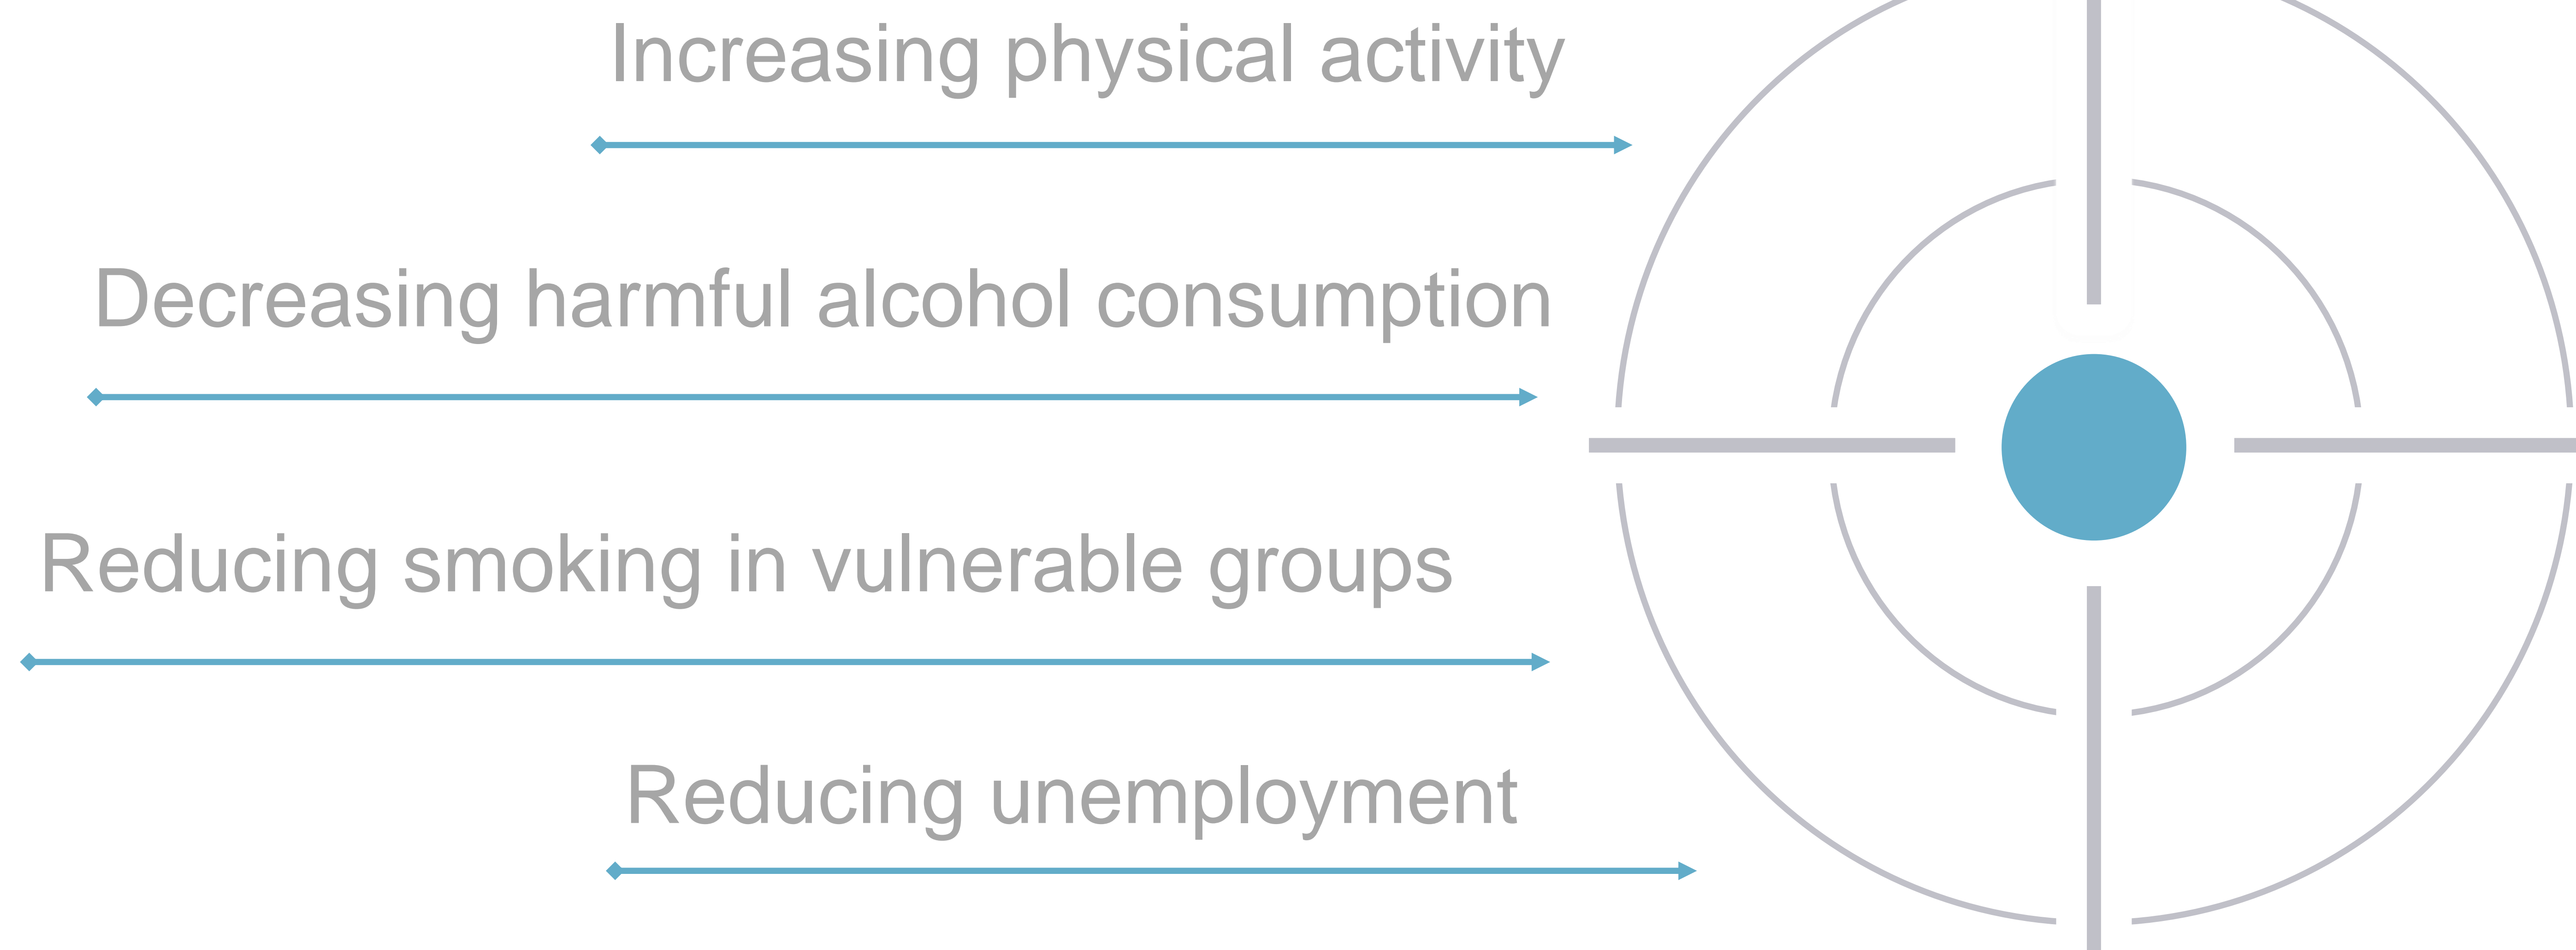 Increasing physical activity
Decreasing harmful alcohol consumption
Reducing smoking in vulnerable groups
Reducing unemployment